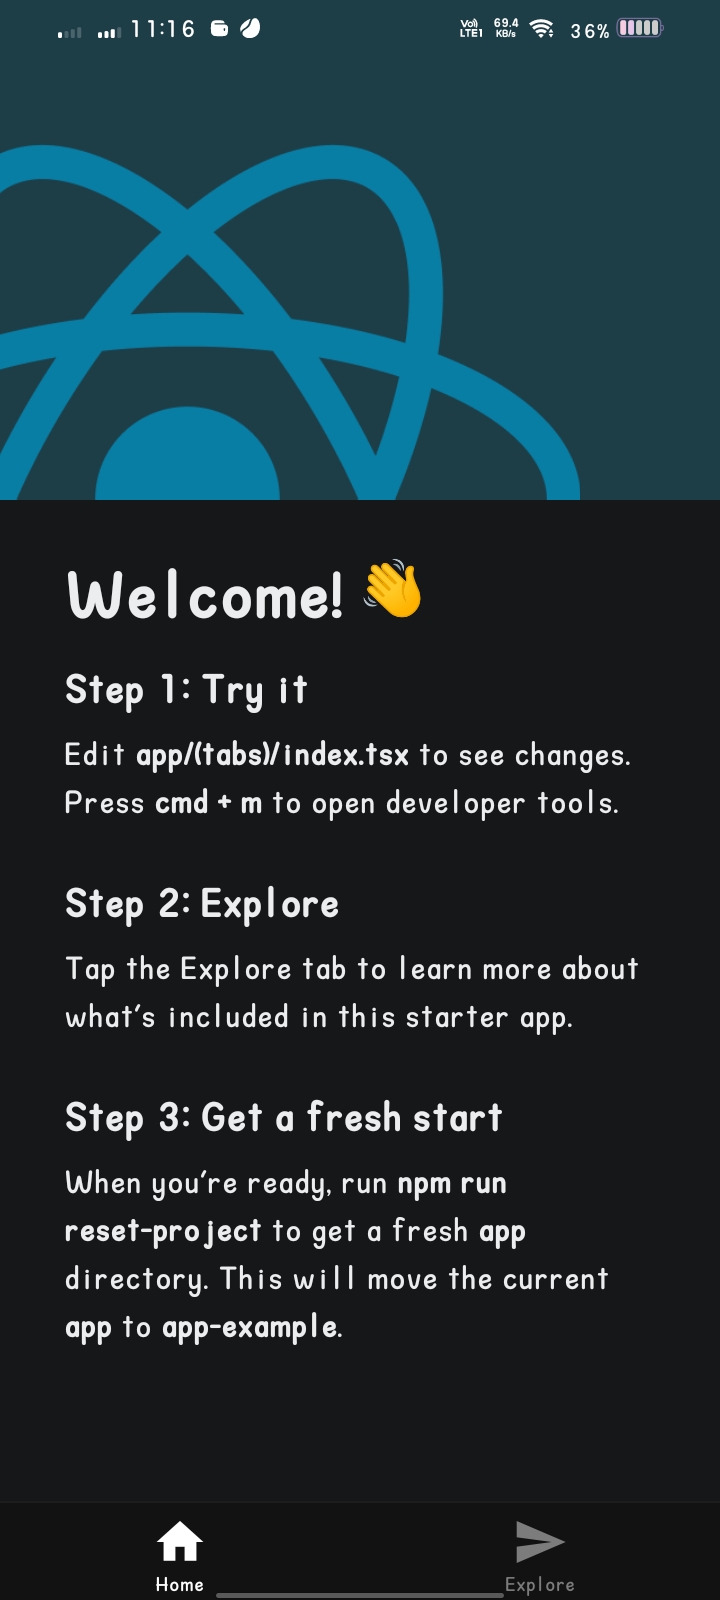 11:16
Vo))
LTE1
69.4
KB/s
36%
Welcome! 👋
Step 1: Try it
Edit app/(tabs)/index.tsx to see changes.
Press cmd + m to open developer tools.
Step 2: Explore
Tap the Explore tab to learn more about
what's included in this starter app.
Step 3: Get a fresh start
When you're ready, run npm run
reset-project to get a fresh app
directory. This will move the current
app to app-example.
Home
Explore